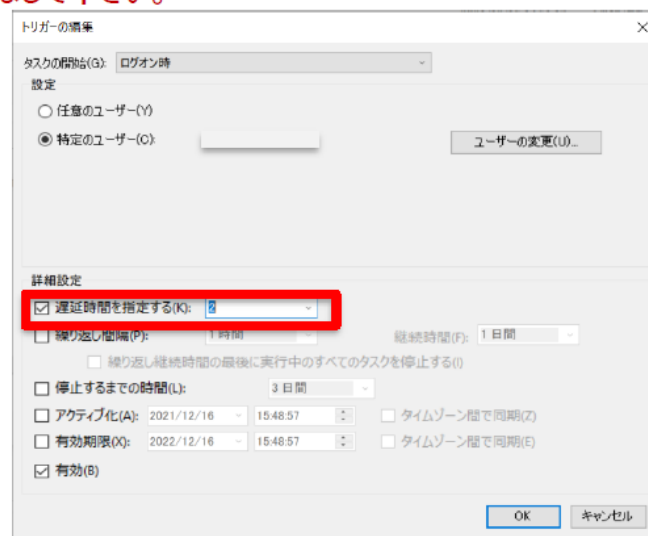 なして下さい。
トリガーの編集
タスクの開始(G): ログオン時
設定
任意のユーザー(Y)
特定のユーザー(C):
ユーザーの変更(U)...
詳細設定
遅延時間を指定する(K): 2
繰り返し間隔(P): 1 時間 継続時間(F): 1 日間
繰り返し継続時間の最後に実行中のすべてのタスクを停止する(I)
停止するまでの時間(L): 3 日間
アクティブ化(A): 2021/12/16 15:48:57 タイムゾーン間で同期(Z)
有効期限(X): 2022/12/16 15:48:57 タイムゾーン間で同期(E)
有効(B)
OK キャンセル